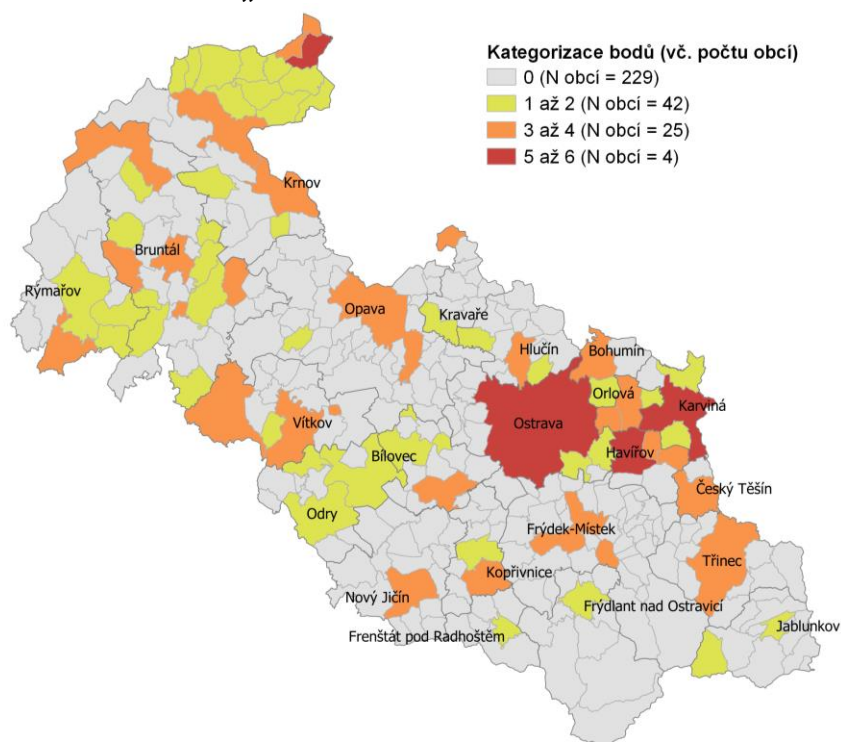 Kategorizace bodů (vč. počtu obcí)
0 (N obcí = 229)
1 až 2 (N obcí = 42)
3 až 4 (N obcí = 25)
5 až 6 (N obcí = 4)
Krnov
Bruntál
Rýmařov
Opava
Kravaře
Hlučín
Bohumín
Orlová
Karviná
Ostrava
Vítkov
Havířov
Bílovec
Český Těšín
Odry
Frýdek-Místek
Třinec
Kopřivnice
Nový Jičín
Frýdlant nad Ostravicí
Jablunkov
Frenštát pod Radhoštěm